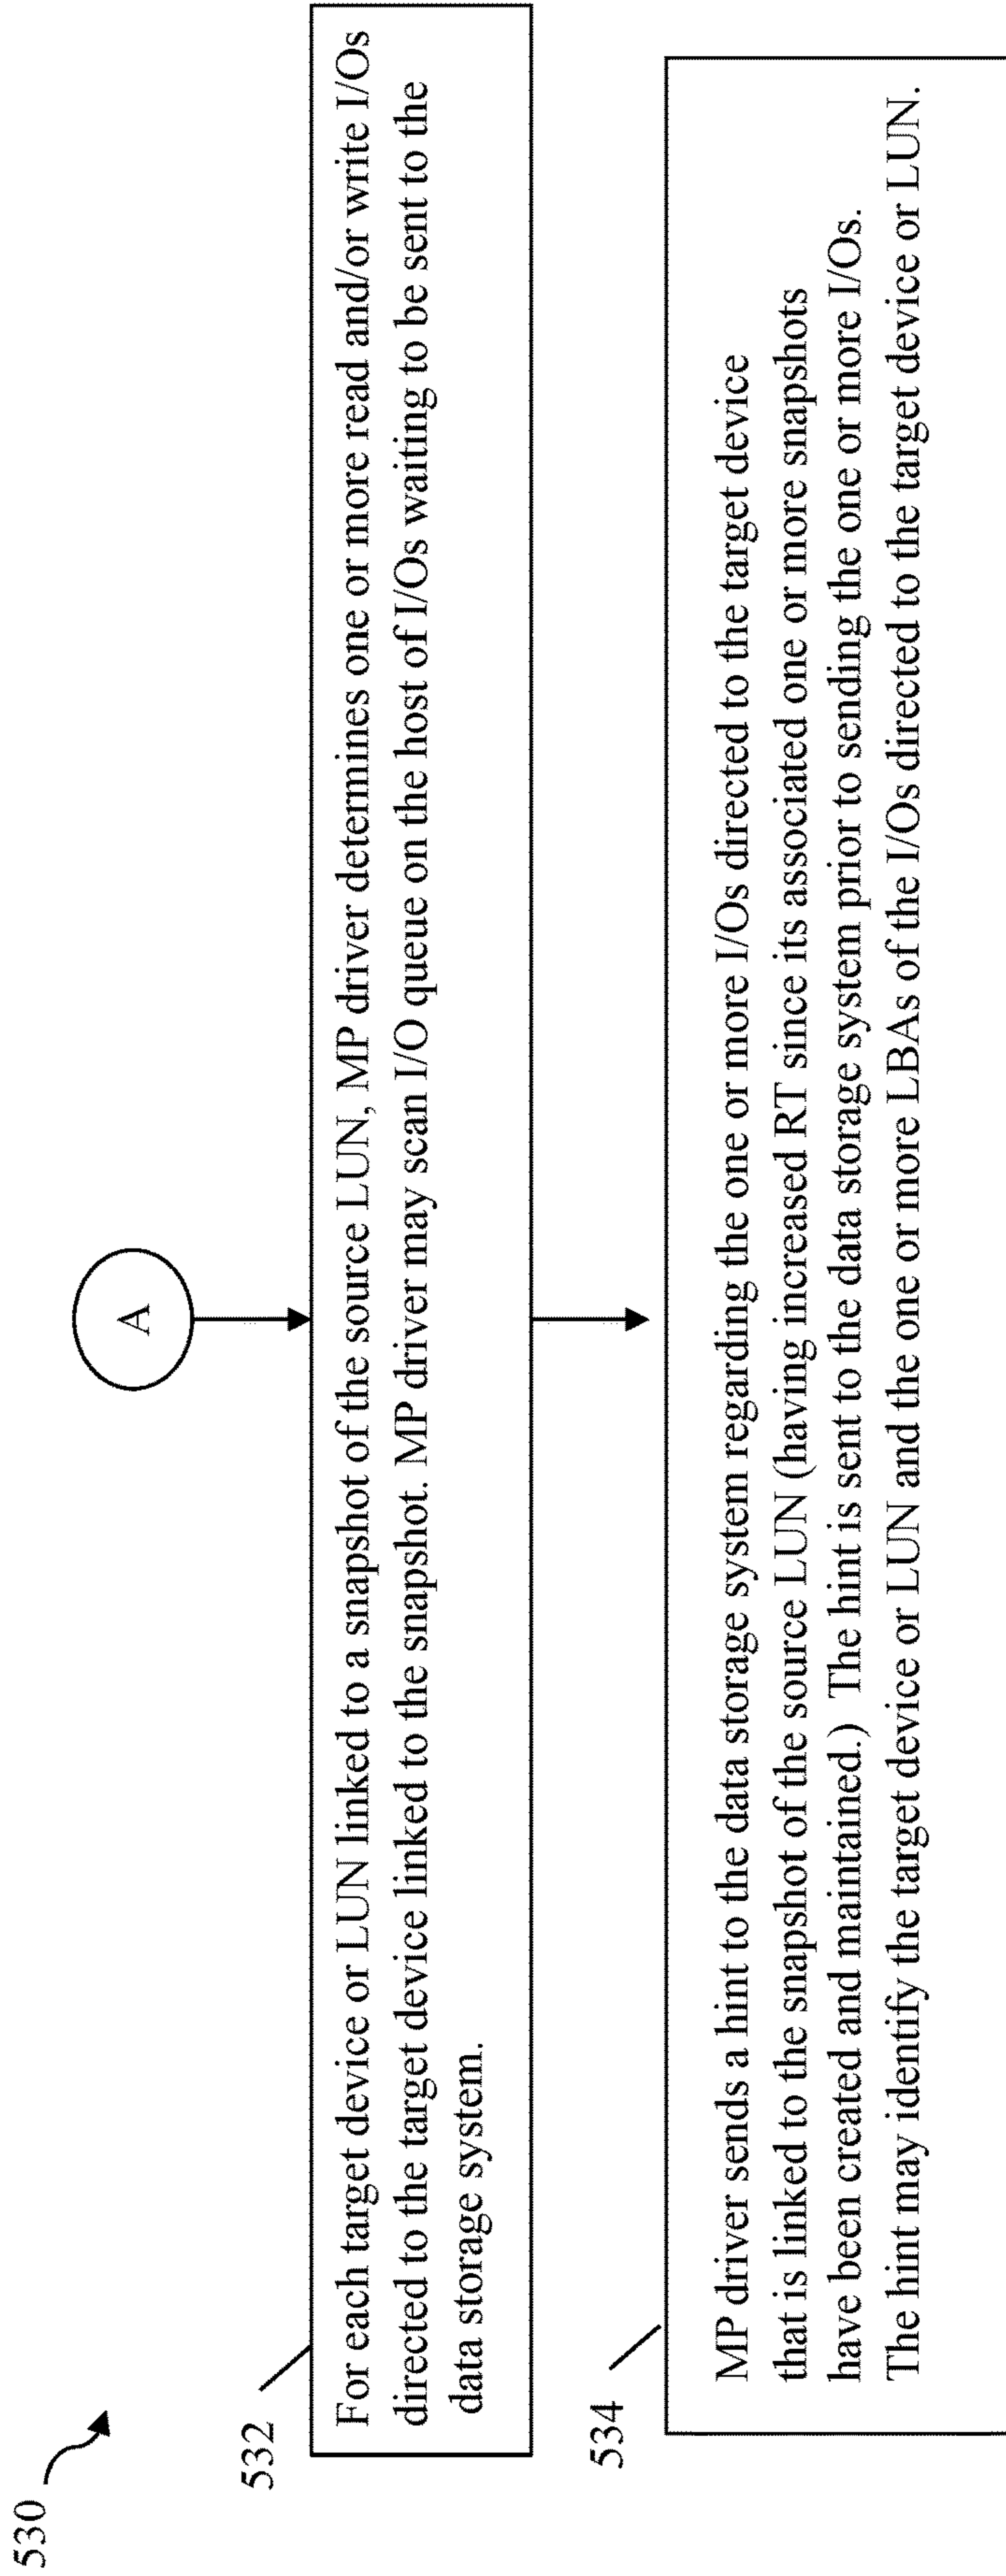 530
A
532
For each target device or LUN linked to a snapshot of the source LUN, MP driver determines one or more read and/or write I/Os
directed to the target device linked to the snapshot. MP driver may scan I/O queue on the host of I/Os waiting to be sent to the
data storage system.
534
MP driver sends a hint to the data storage system regarding the one or more I/Os directed to the target device
that is linked to the snapshot of the source LUN (having increased RT since its associated one or more snapshots
have been created and maintained.)  The hint is sent to the data storage system prior to sending the one or more I/Os.
The hint may identify the target device or LUN and the one or more LBAs of the I/Os directed to the target device or LUN.